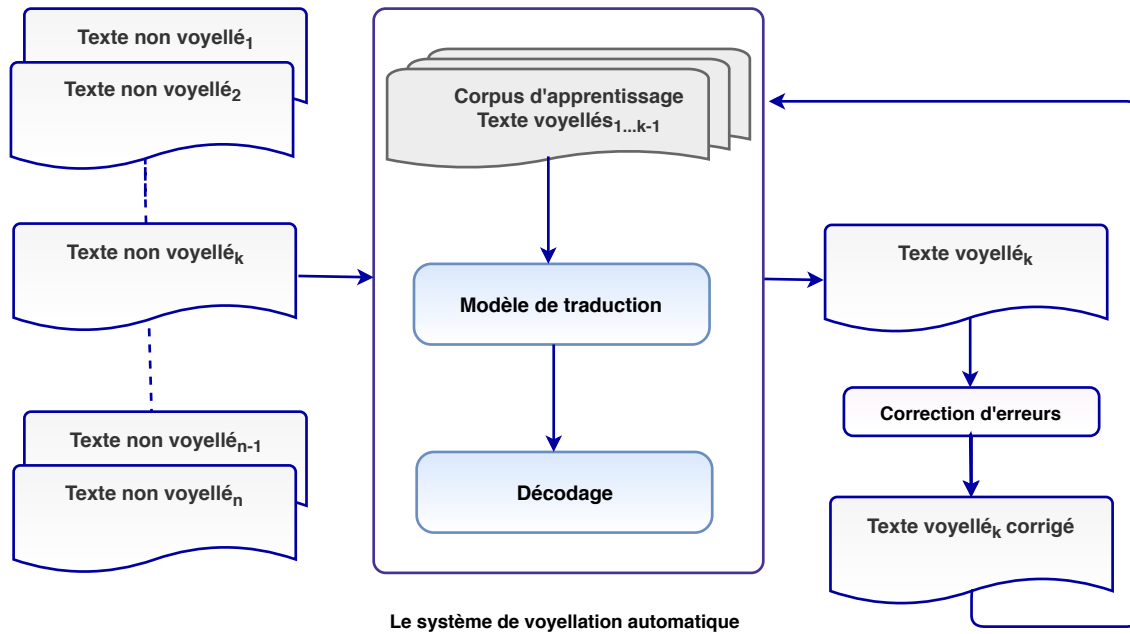 Texte non voyellé1
Texte non voyellé2
Texte non voyellék
Texte non voyellén-1
Texte non voyellén
Corpus d'apprentissage
Texte voyellés1...k-1
Modèle de traduction
Décodage
Le système de voyellation automatique
Texte voyellék
Correction d'erreurs
Texte voyellék corrigé